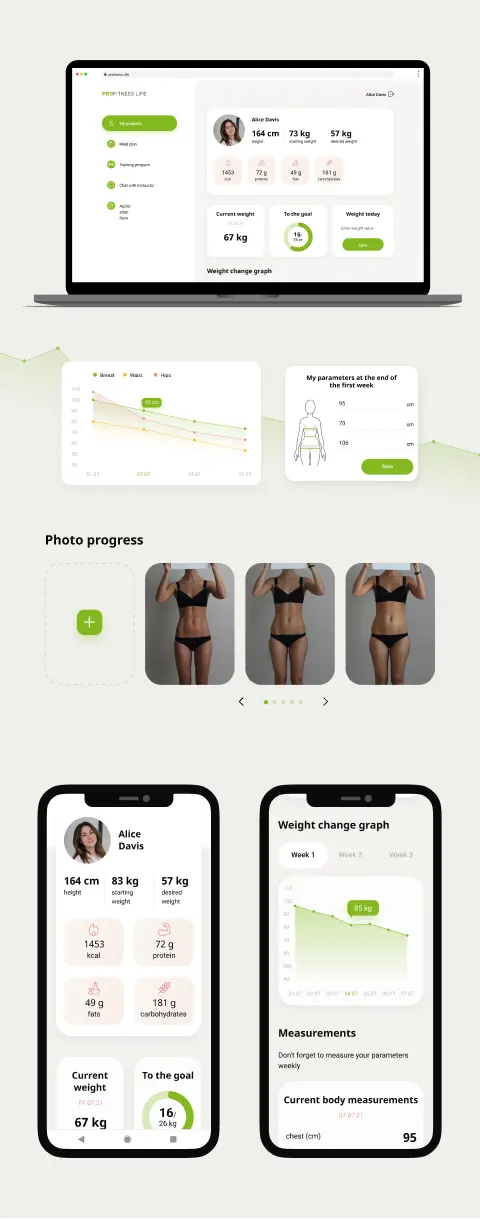 profitness.life
PROFITNESS LIFE
Alice Davis
My progress
Meal plan
Training program
Chat with instructor
Applic
ation
form
Alice Davis
164 cm
height
73 kg
starting weight
57 kg
desired weight
1453
kcal
72 g
proteins
49 g
fats
181 g
carbohydrates
Current weight
07.07.21
67 kg
To the goal
16/
26 кг
Weight today
Enter weight value
Weight change graph
Breast
Waist
Hips
110
100
90
80
70
60
50
40
95 cm
01.07
07.07
14.07
21.07
My parameters at the end of
the first week
95
cm
70
cm
106
cm
Save
Photo progress
Alice
Davis
164 cm
height
83 kg
starting
weight
57 kg
desired
weight
1453
kcal
72 g
protein
49 g
fats
181 g
carbohydrates
Current
weight
07.07.21
67 kg
To the goal
16/
26 kg
Weight change graph
Week 1
Week 2
Week 3
110
100
90
80
70
60
40
85 kg
01.07
02.07
03.07
04.07
05.07
06.07
07.07
Measurements
Don't forget to measure your parameters
weekly
Current body measurements
07.07.21
chest (cm)
95